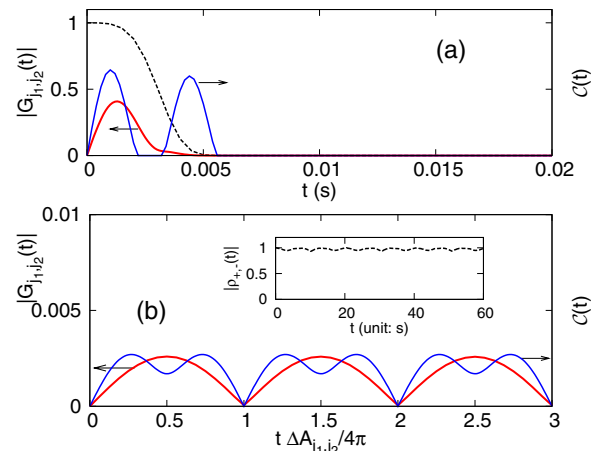 1
0.5
0
|G_{j1,j2}(t)|
(a)
C(t)
0 0.005 0.01 0.015 0.02
t (s)
0.01
0.005
0
|G_{j1,j2}(t)|
(b)
C(t)
1
0.5
0
|ρ_{+,-}(t)|
0 20 40 60
t (unit: s)
0 0.5 1 1.5 2 2.5 3
t ΔA_{j1,j2}/4π